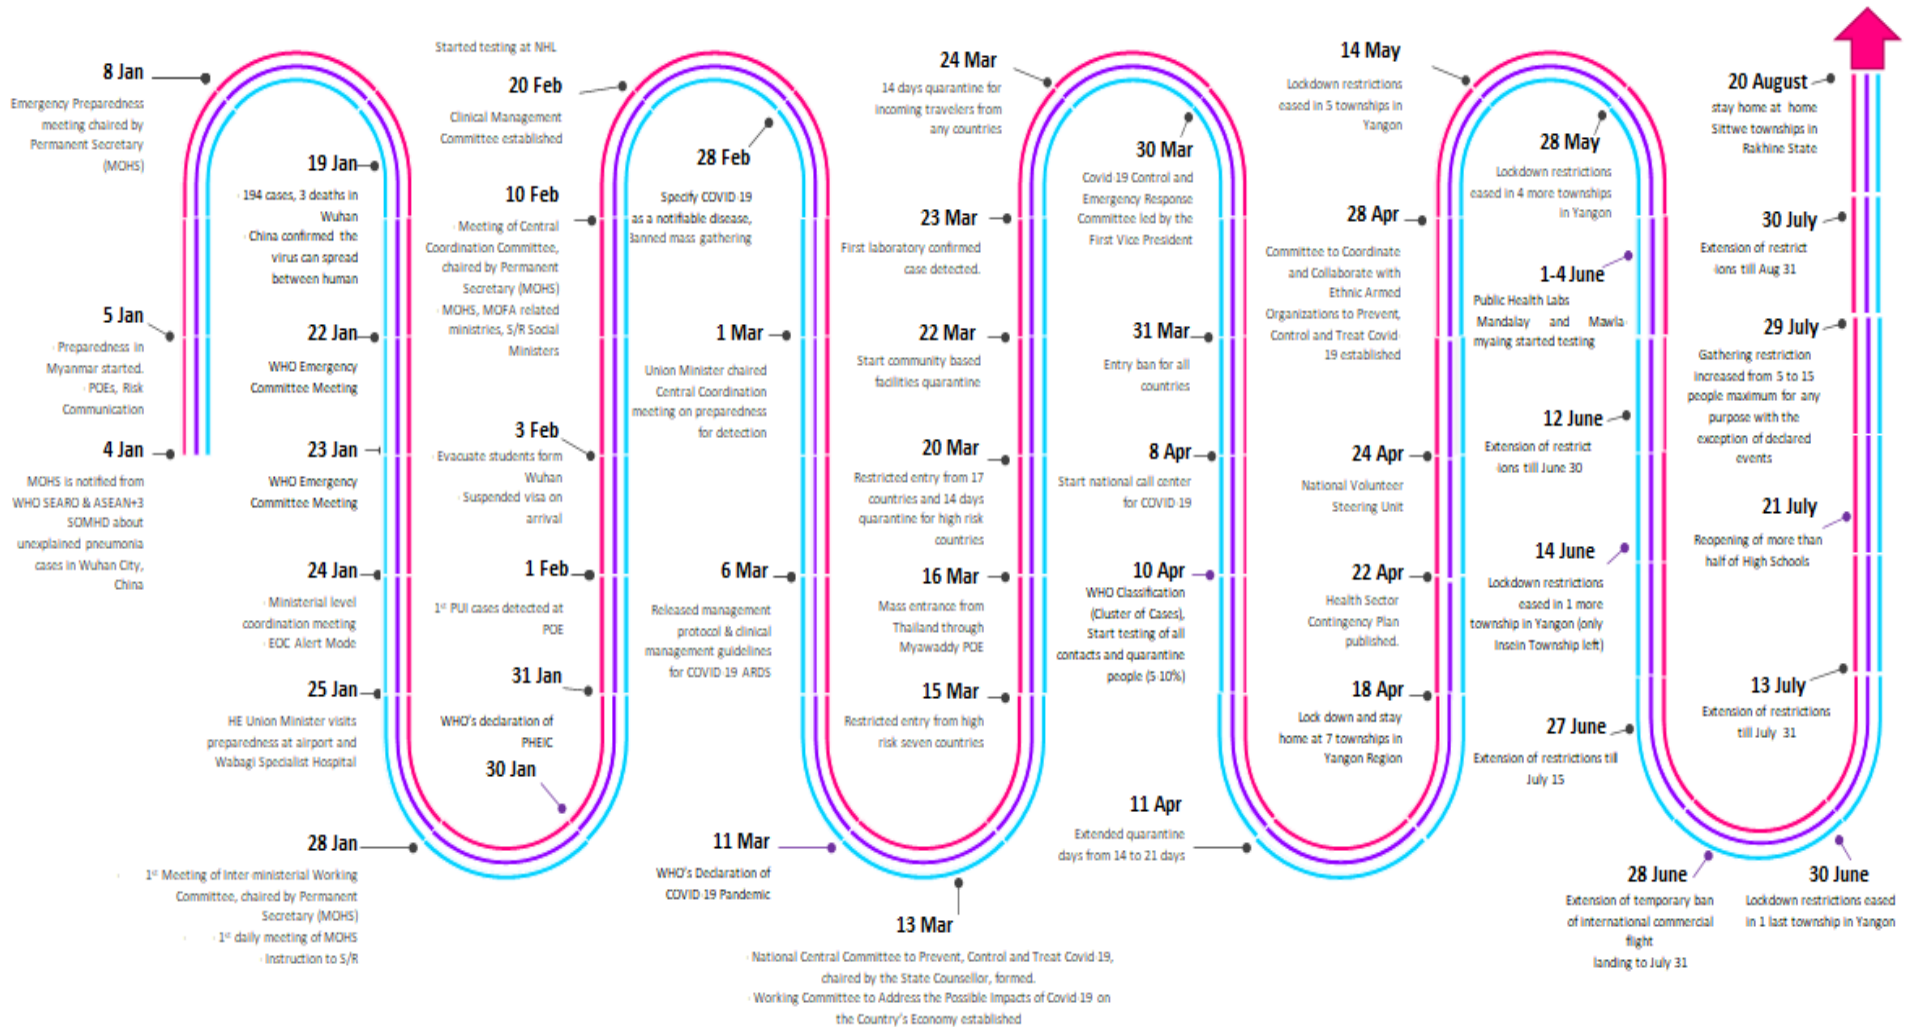 8 Jan
Emergency Preparedness
meeting chaired by
Permanent Secretary
(MOHS)
5 Jan
· Preparedness in
Myanmar started.
· POEs, Risk
Communication
4 Jan
MOHS is notified from
WHO SEARO & ASEAN+3
SOMHD about
unexplained pneumonia
cases in Wuhan City,
China
19 Jan
· 194 cases, 3 deaths in
Wuhan
· China confirmed the
virus can spread
between human
22 Jan
WHO Emergency
Committee Meeting
23 Jan
WHO Emergency
Committee Meeting
24 Jan
· Ministerial level
coordination meeting
· EOC Alert Mode
25 Jan
HE Union Minister visits
preparedness at airport and
Wabagi Specialist Hospital
28 Jan
· 1st Meeting of Inter ministerial Working
Committee, chaired by Permanent
Secretary (MOHS)
· 1st daily meeting of MOHS
· Instruction to S/R
Started testing at NHL
20 Feb
Clinical Management
Committee established
10 Feb
· Meeting of Central
Coordination Committee,
chaired by Permanent
Secretary (MOHS)
· MOHS, MOFA related
ministries, S/R Social
Ministers
3 Feb
· Evacuate students form
Wuhan
· Suspended visa on
arrival
1 Feb
1st PUI cases detected at
POE
31 Jan
WHO's declaration of
PHEIC
30 Jan
28 Feb
Specify COVID 19
as a notifiable disease,
Banned mass gathering
1 Mar
Union Minister chaired
Central Coordination
meeting on preparedness
for detection
6 Mar
Released management
protocol & clinical
management guidelines
for COVID 19 ARDS
11 Mar
WHO's Declaration of
COVID 19 Pandemic
13 Mar
· National Central Committee to Prevent, Control and Treat Covid 19,
chaired by the State Counsellor, formed.
· Working Committee to Address the Possible Impacts of Covid 19 on
the Country's Economy established
24 Mar
14 days quarantine for
incoming travelers from
any countries
23 Mar
First laboratory confirmed
case detected.
22 Mar
Start community based
facilities quarantine
20 Mar
Restricted entry from 17
countries and 14 days
quarantine for high risk
countries
16 Mar
Mass entrance from
Thailand through
Myawaddy POE
15 Mar
Restricted entry from high
risk seven countries
30 Mar
Covid 19 Control and
Emergency Response
Committee led by the
First Vice President
31 Mar
Entry ban for all
countries
8 Apr
Start national call center
for COVID 19
10 Apr
WHO Classification
(Cluster of Cases),
Start testing of all
contacts and quarantine
people (5 10%)
11 Apr
Extended quarantine
days from 14 to 21 days
14 May
Lockdown restrictions
eased in 5 townships in
Yangon
28 Apr
Committee to Coordinate
and Collaborate with
Ethnic Armed
Organizations to Prevent,
Control and Treat Covid
19 established
24 Apr
National Volunteer
Steering Unit
22 Apr
Health Sector
Contingency Plan
published.
18 Apr
Lock down and stay
home at 7 townships in
Yangon Region
28 May
Lockdown restrictions
eased in 4 more townships
in Yangon
1-4 June
Public Health Labs
Mandalay and Mawla
myaing started testing
12 June
Extension of restrict
ions till June 30
14 June
Lockdown restrictions
eased in 1 more
township in Yangon (only
Insein Township left)
27 June
Extension of restrictions till
July 15
28 June
Extension of temporary ban
of international commercial
flight
landing to July 31
30 June
Lockdown restrictions eased
in 1 last township in Yangon
20 August
stay home at home
Sittwe townships in
Rakhine State
30 July
Extension of restrict
ions till Aug 31
29 July
Gathering restriction
increased from 5 to 15
people maximum for any
purpose with the
exception of declared
events
21 July
Reopening of more than
half of High Schools
13 July
Extension of restrictions
till July 31